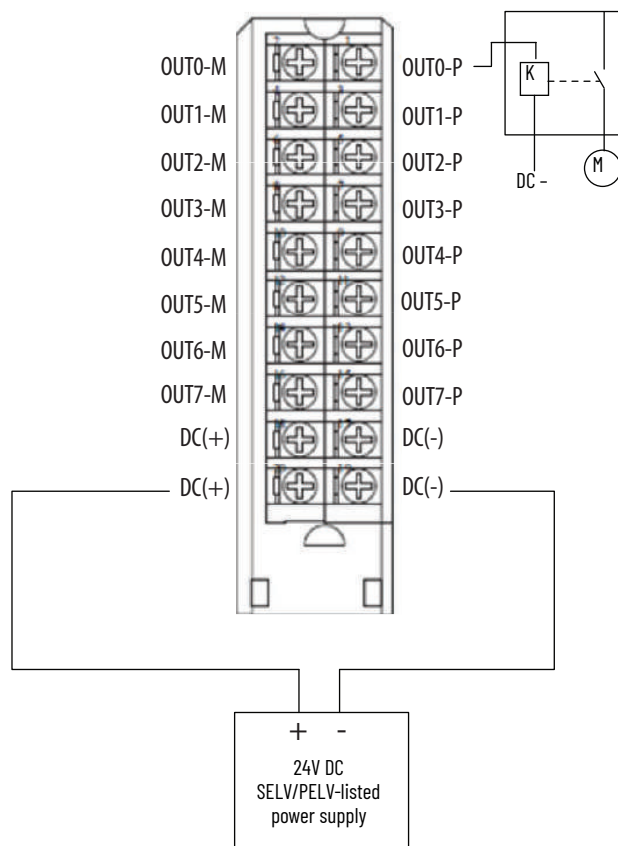 OUT0-M OUT0-P K
OUT1-M OUT1-P
OUT2-M OUT2-P DC - M
OUT3-M OUT3-P
OUT4-M OUT4-P
OUT5-M OUT5-P
OUT6-M OUT6-P
OUT7-M OUT7-P
DC(+) DC(-)
DC(+) DC(-)
+ -
24V DC
SELV/PELV-listed
power supply